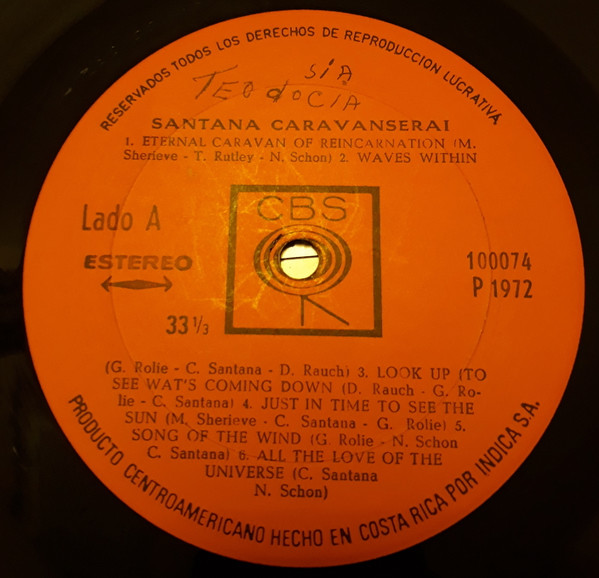 RESERVADOS TODOS LOS DERECHOS DE REPRODUCCION LUCRATIVA
SIA
TEODOCIA
SANTANA CARAVANSERAI
1. ETERNAL CARAVAN OF REINCARNATION (M.
Sherieve - T. Rutley - N. Schon) 2. WAVES WITHIN
CBS
Lado A
ESTEREO
33 1/3
100074
P 1972
(G. Rolie - C. Santana - D. Rauch) 3. LOOK UP (TO
SEE WAT'S COMING DOWN (D. Rauch - G. Ro-
lie - C. Santana) 4. JUST IN TIME TO SEE THE
SUN (M. Sherieve - C. Santana - G. Rolie) 5.
SONG OF THE WIND (G. Rolie - N. Schon
C. Santana) 6. ALL THE LOVE OF THE
UNIVERSE (C. Santana
N. Schon)
PRODUCTO CENTROAMERICANO HECHO EN COSTA RICA POR INDICA S.A.